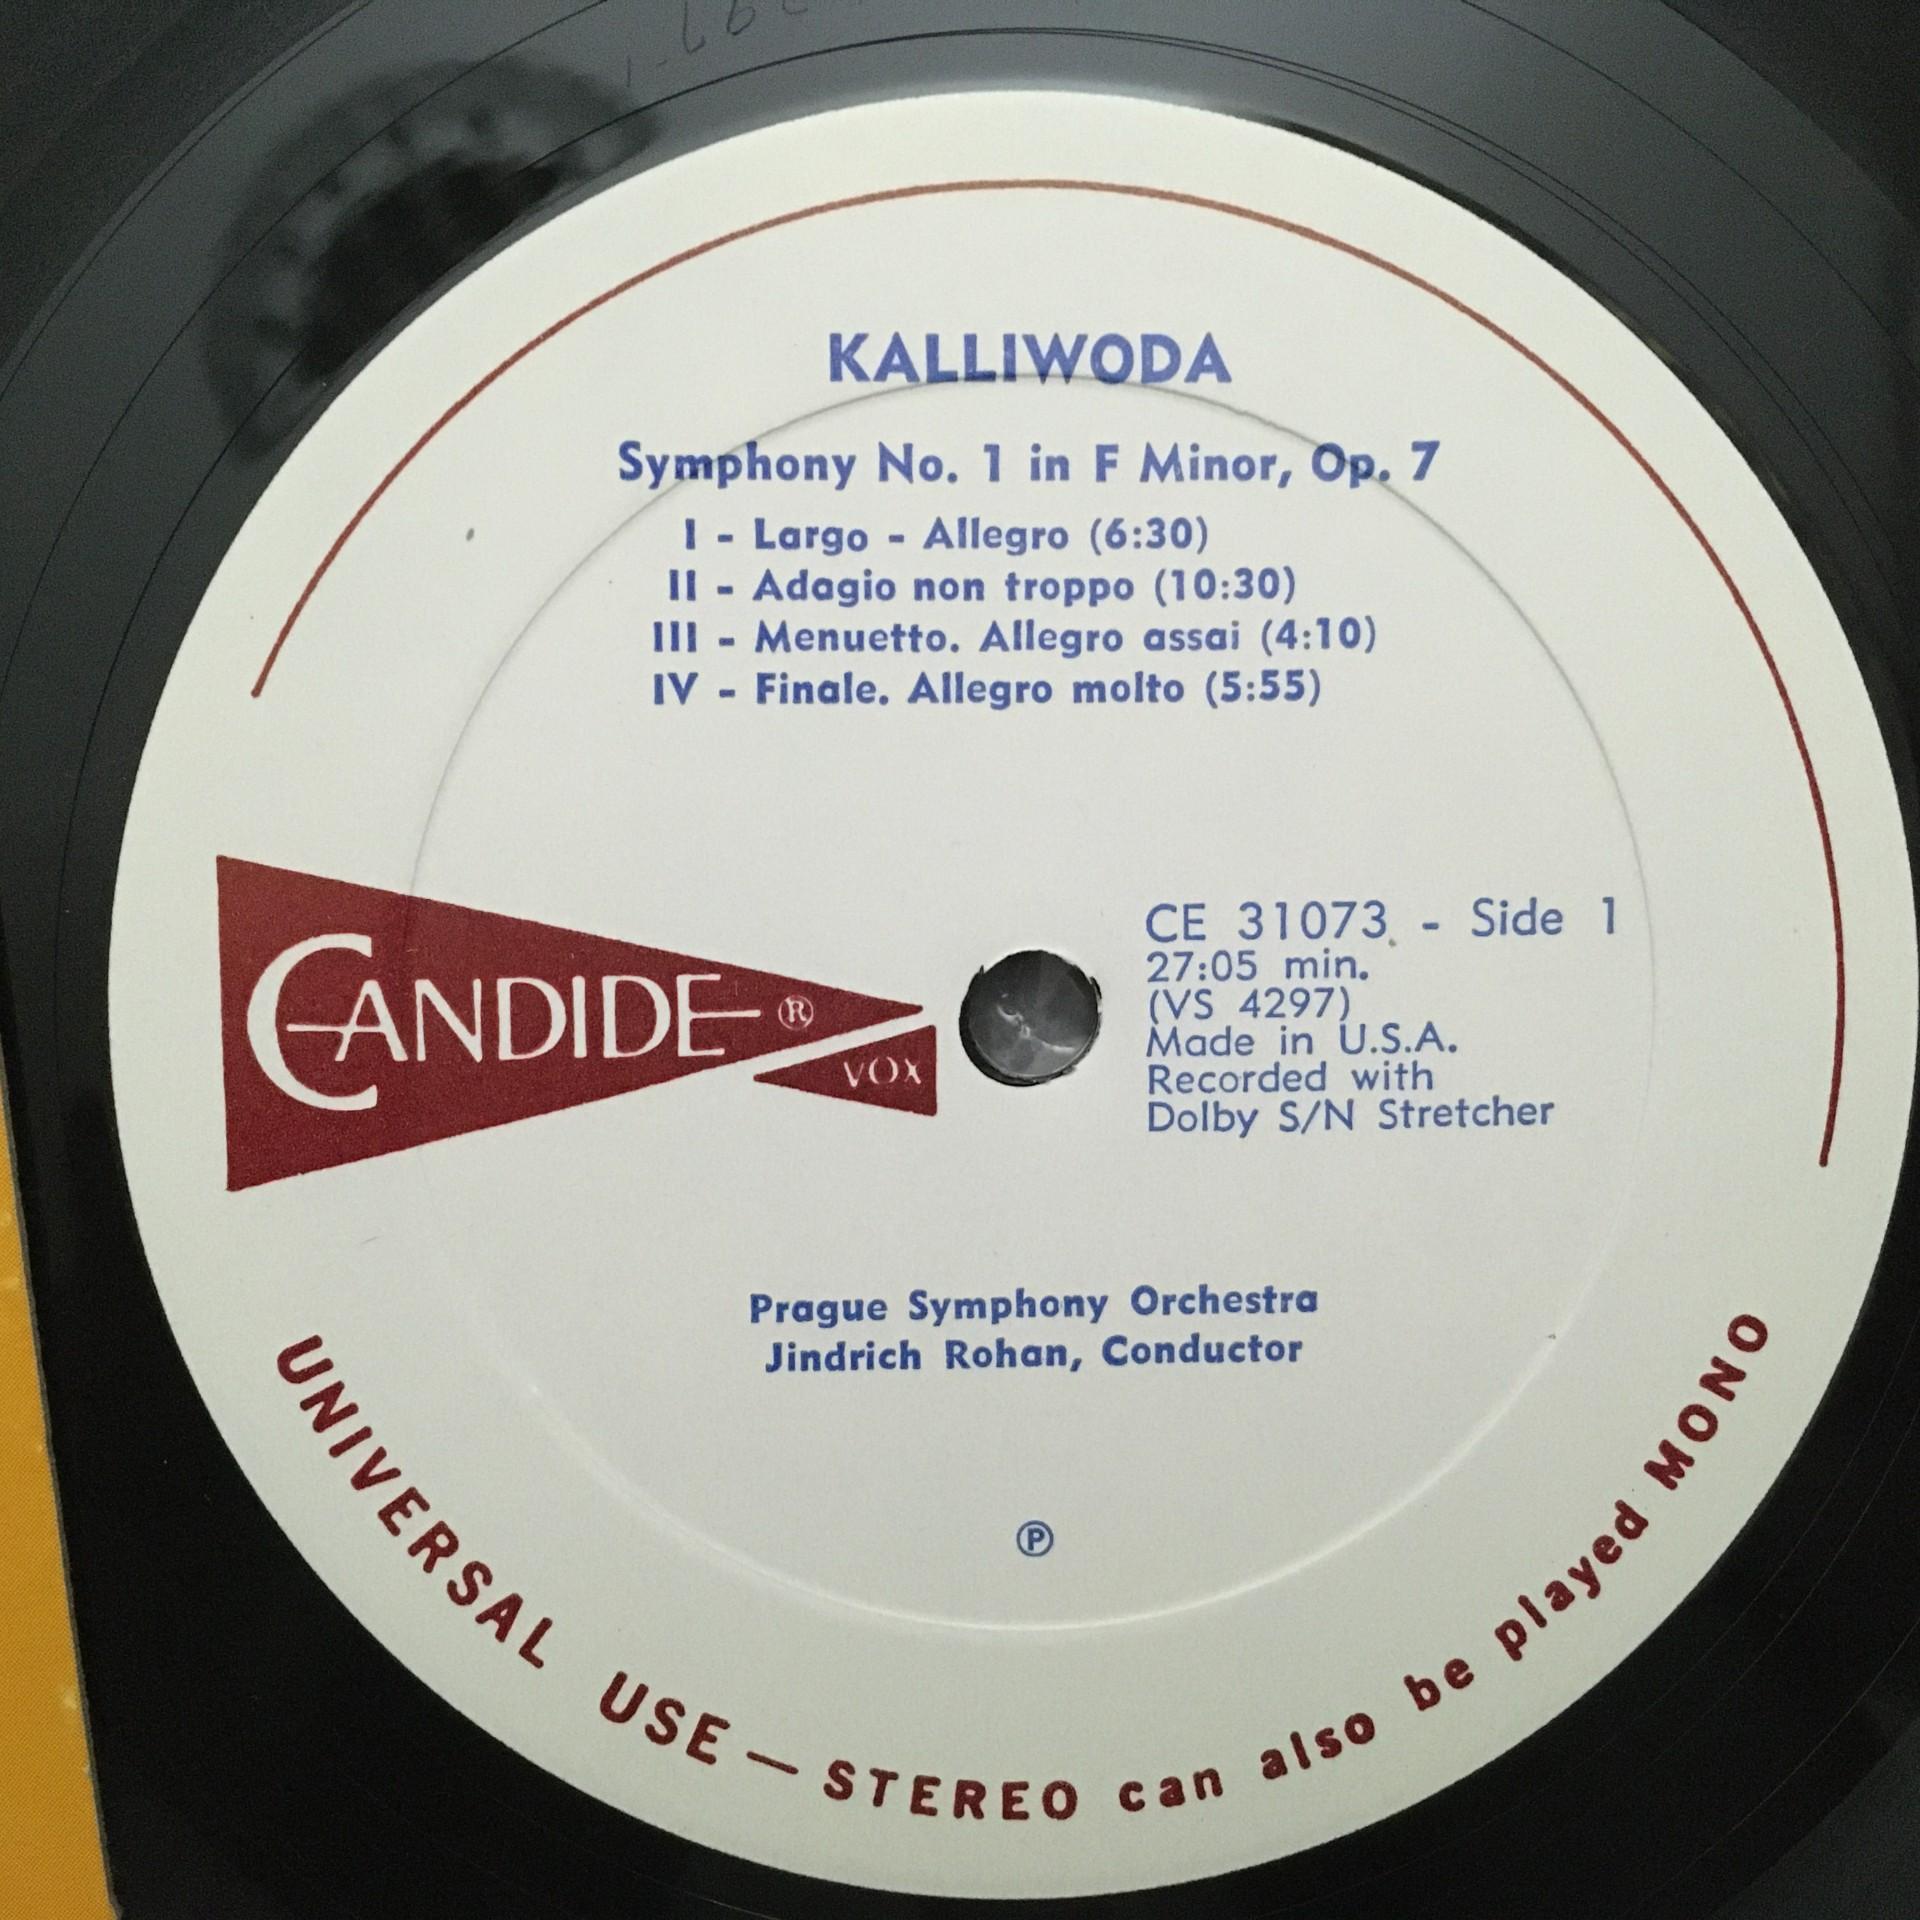 KALLIWODA
Symphony No. 1 in F Minor, Op. 7
I - Largo - Allegro (6:30)
II - Adagio non troppo (10:30)
III - Menuetto. Allegro assai (4:10)
IV - Finale. Allegro molto (5:55)
CANDIDE ®
VOX
CE 31073 - Side 1
27:05 min.
(VS 4297)
Made in U.S.A.
Recorded with
Dolby S/N Stretcher
Prague Symphony Orchestra
Jindrich Rohan, Conductor
℗
UNIVERSAL USE — STEREO can also be played MONO